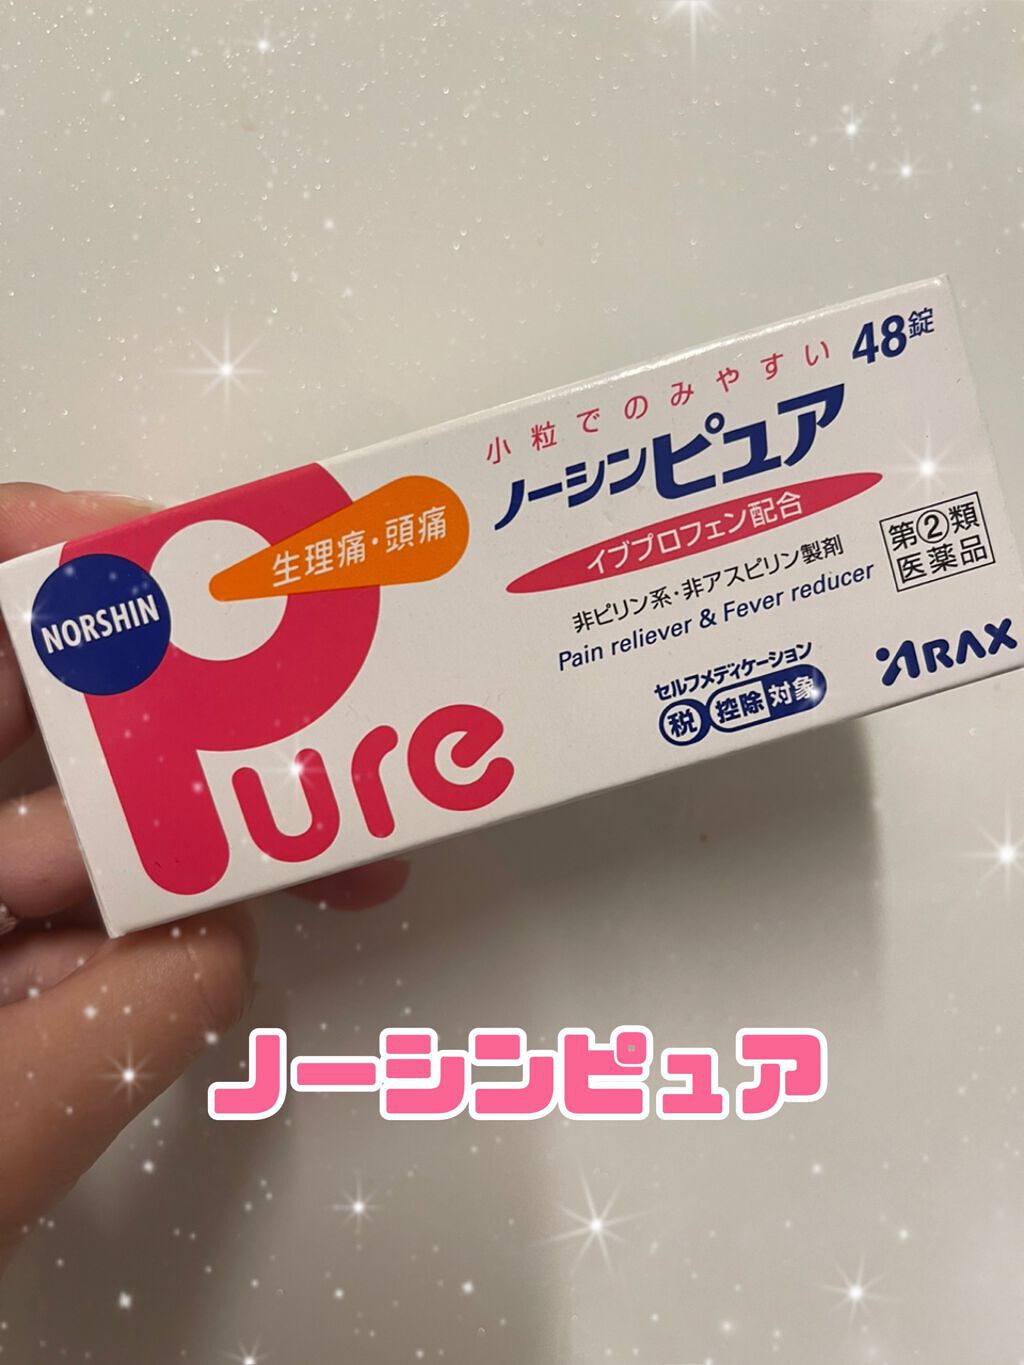 48錠
小粒でのみやすい
ノーシンピュア
イブプロフェン配合
非ピリン系・非アスピリン製剤
Pain reliever & Fever reducer
第②類
医薬品
セルフメディケーション
税 控除 対象
ARAX
生理痛・頭痛
NORSHIN
Pure
ノーシンピュア